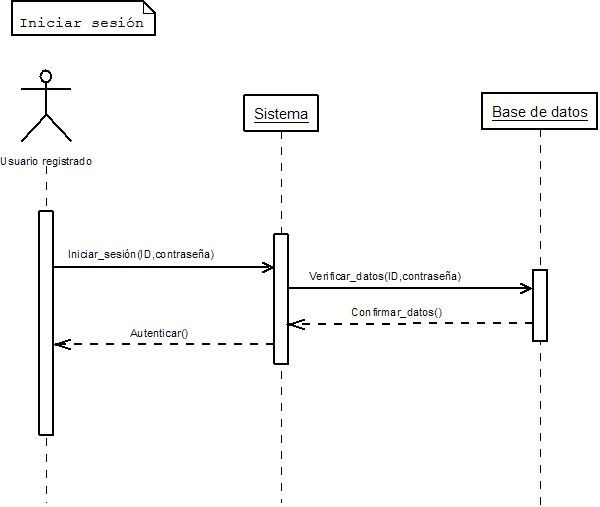 Iniciar sesión
Sistema
Base de datos
Usuario registrado
Iniciar_sesión(ID,contraseña)
Verificar_datos(ID,contraseña)
Confirmar_datos()
Autenticar()